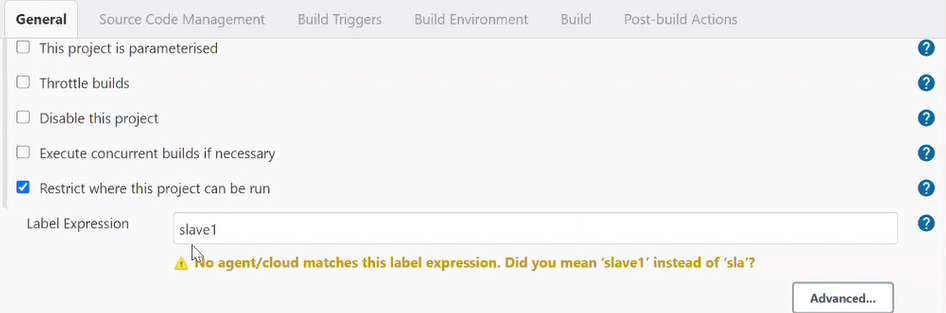 General Source Code Management Build Triggers Build Environment Build Post-build Actions
This project is parameterised
Throttle builds
Disable this project
Execute concurrent builds if necessary
Restrict where this project can be run
Label Expression
slave1
No agent/cloud matches this label expression. Did you mean ‘slave1’ instead of ‘sla’?
Advanced...